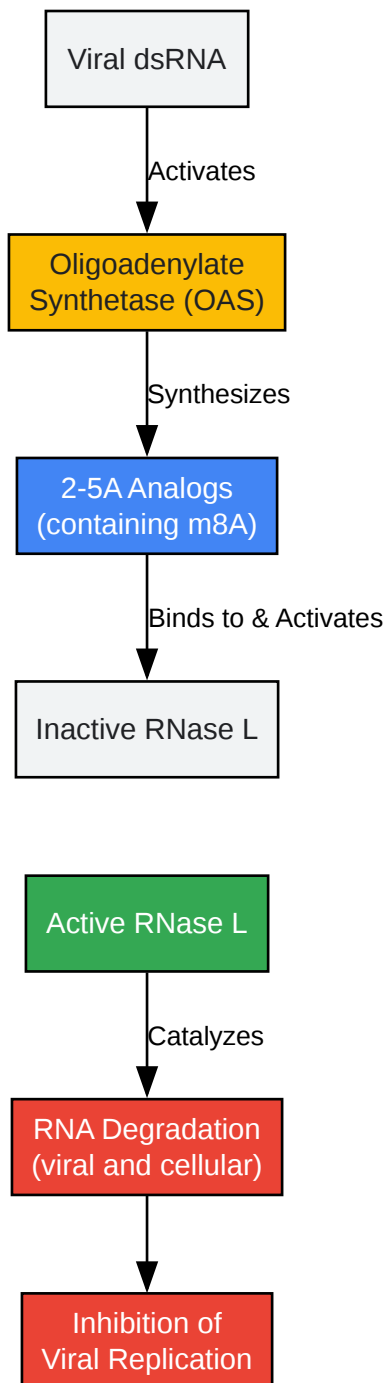 Viral dsRNA
Activates
Oligoadenylate
Synthetase (OAS)
Synthesizes
2-5A Analogs
(containing m8A)
Binds to & Activates
Inactive RNase L
Active RNase L
Catalyzes
RNA Degradation
(viral and cellular)
Inhibition of
Viral Replication